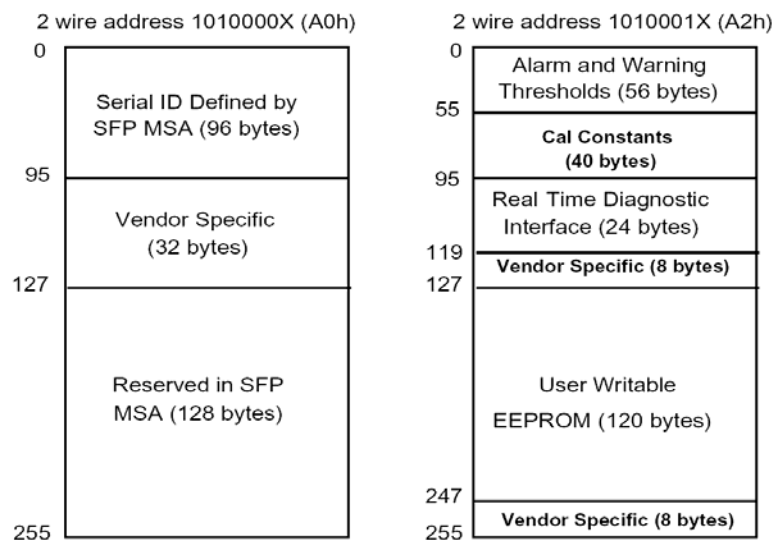 2 wire address 1010000X (A0h)
0
Serial ID Defined by
SFP MSA (96 bytes)
95
Vendor Specific
(32 bytes)
127
Reserved in SFP
MSA (128 bytes)
255
2 wire address 1010001X (A2h)
0
Alarm and Warning
Thresholds (56 bytes)
55
Cal Constants
(40 bytes)
95
Real Time Diagnostic
Interface (24 bytes)
119
Vendor Specific (8 bytes)
127
User Writable
EEPROM (120 bytes)
247
Vendor Specific (8 bytes)
255